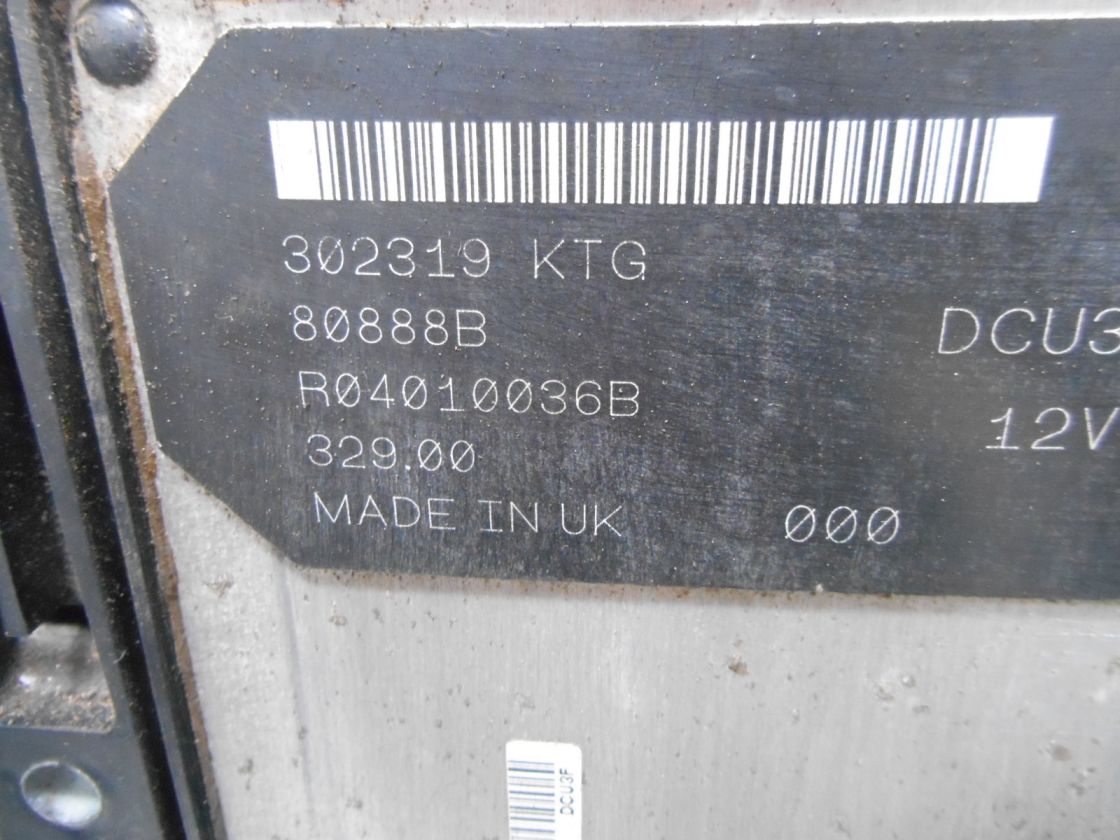 302319 KTG
80888B
R04010036B
329.00
MADE IN UK 000
DCU3
12V
DCU3F